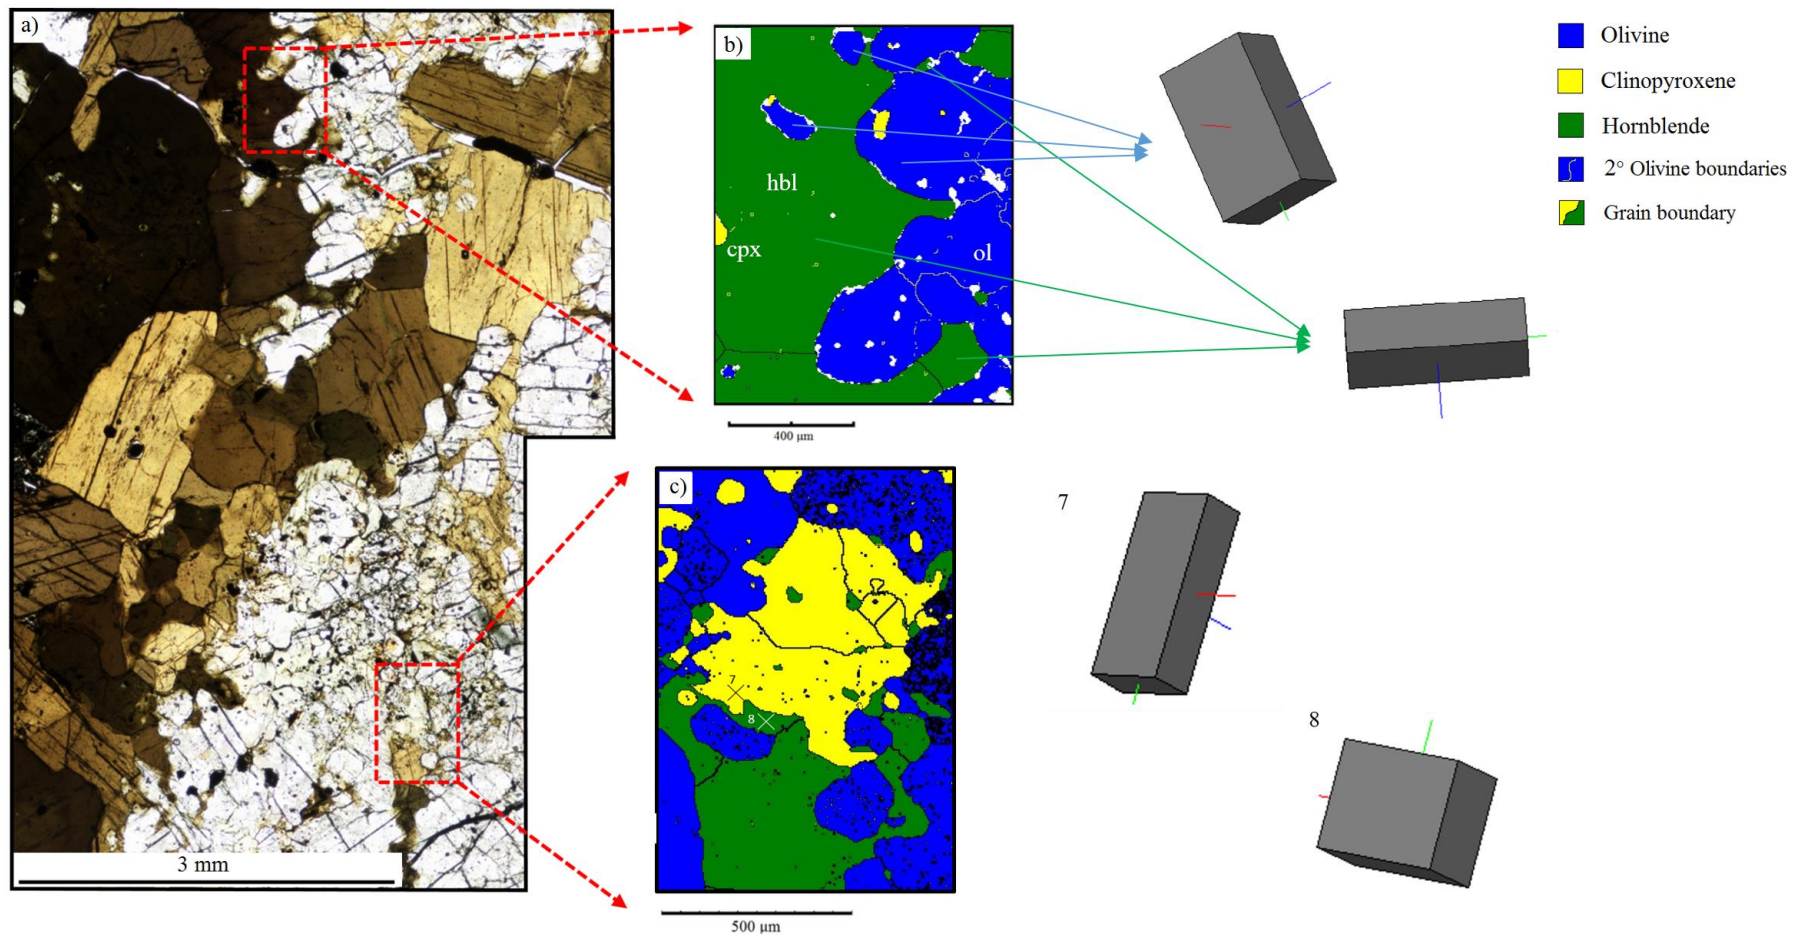 a)
b)
hbl
cpx
ol
400 μm
Olivine
Clinopyroxene
Hornblende
2° Olivine boundaries
Grain boundary
c)
7
8
500 μm
7
8
3 mm